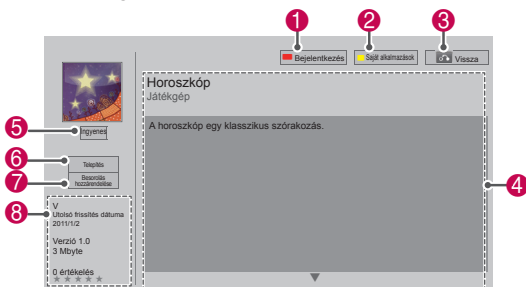 1 2 3
Bejelentkezés Saját alkalmazások Vissza
Horoszkóp
Játékgép
A horoszkóp egy klasszikus szórakozás.
5 Ingyenes
6 Telepítés
7 Besorolás
hozzárendelése
4
8 V
Utolsó frissítés dátuma
2011/1/2
Verzió 1.0
3 Mbyte
0 értékelés